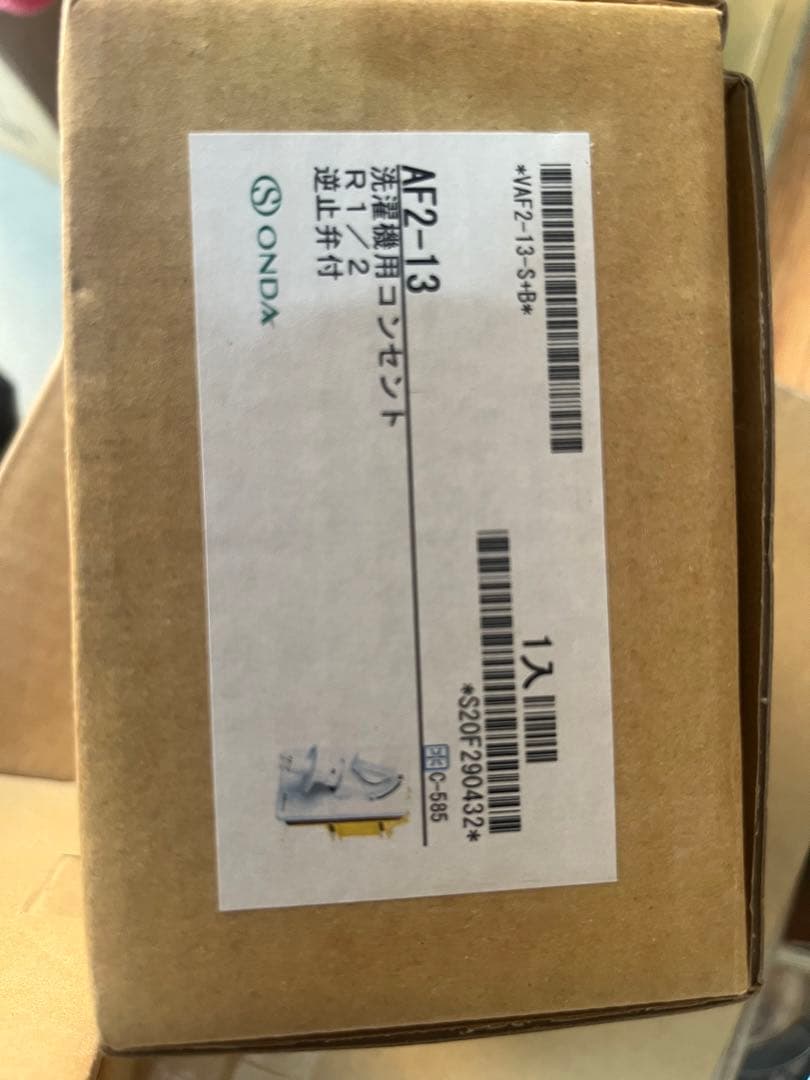 *VAF2-13-S+B*
1入
*S20F290432*
AF2-13
C-585
洗濯機用コンセント
R1/2
逆止弁付
ONDA